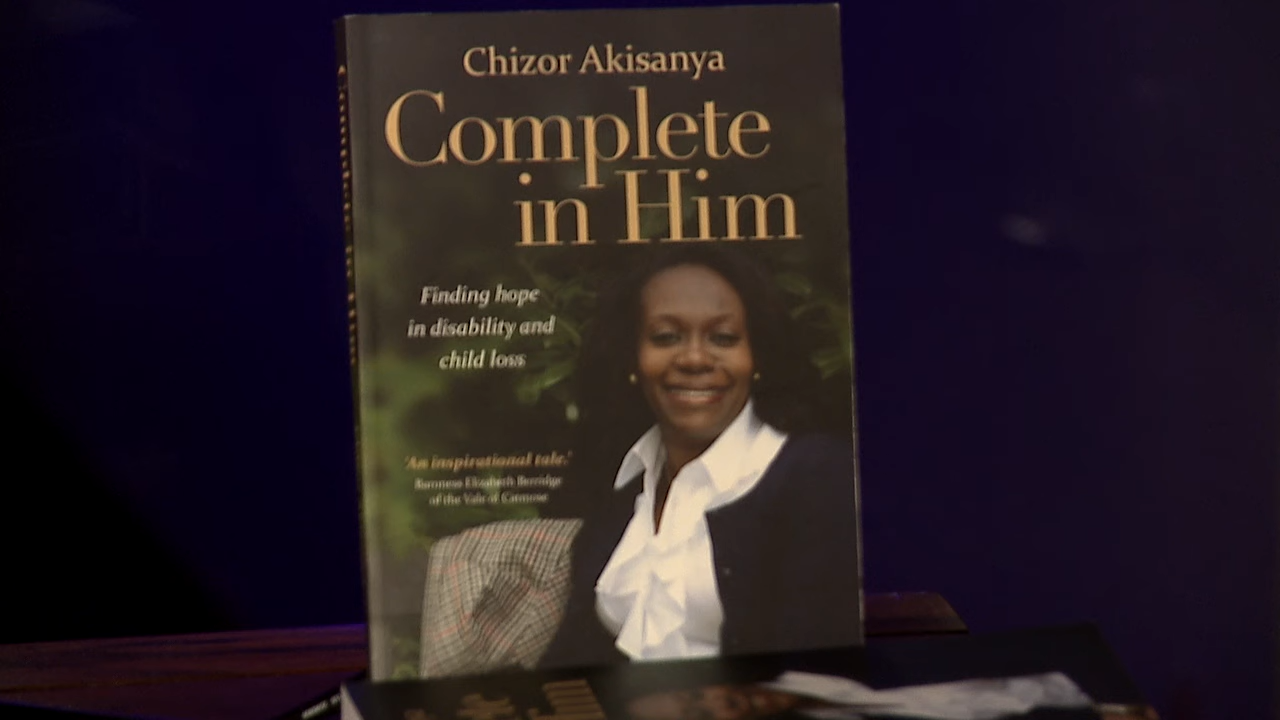 Chizor Akisanya
Complete
in Him
Finding hope
in disability and
child loss
'An inspirational tale.'
Baroness Elizabeth Berridge
of the Vale of Catmose